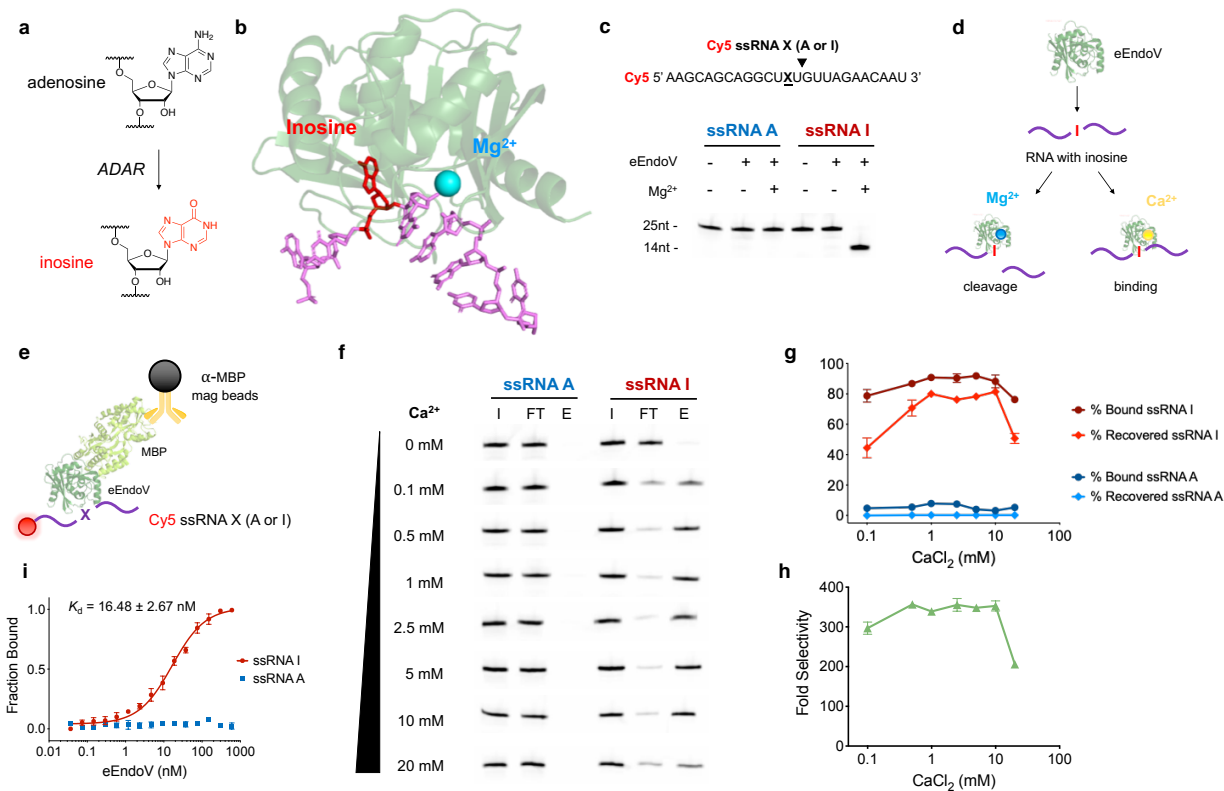 a
adenosine
NH2
N
N
N
N
O
O
OH
O
ADAR
inosine
O
N
NH
N
N
O
O
OH
O
b
Inosine
Mg2+
c
Cy5 ssRNA X (A or I)
Cy5 5' AAGCAGCAGGCUXUGUUAGAACAAU 3'
ssRNA A ssRNA I
eEndoV - + + - + +
Mg2+ - - + - - +
25nt -
14nt -
d
eEndoV
I
RNA with inosine
Mg2+ Ca2+
I I
cleavage binding
e
α-MBP
mag beads
MBP
eEndoV
X
Cy5 ssRNA X (A or I)
f
ssRNA A ssRNA I
Ca2+ I FT E I FT E
0 mM
0.1 mM
0.5 mM
1 mM
2.5 mM
5 mM
10 mM
20 mM
g
100
80
60
40
20
0
0.1 1 10 100
CaCl2 (mM)
% Bound ssRNA I
% Recovered ssRNA I
% Bound ssRNA A
% Recovered ssRNA A
h
Fold Selectivity
400
300
200
100
0
0.1 1 10 100
CaCl2 (mM)
i
Kd = 16.48 ± 2.67 nM
Fraction Bound
1.0
0.5
0.0
0.01 0.1 1 10 100 1000
eEndoV (nM)
ssRNA I
ssRNA A